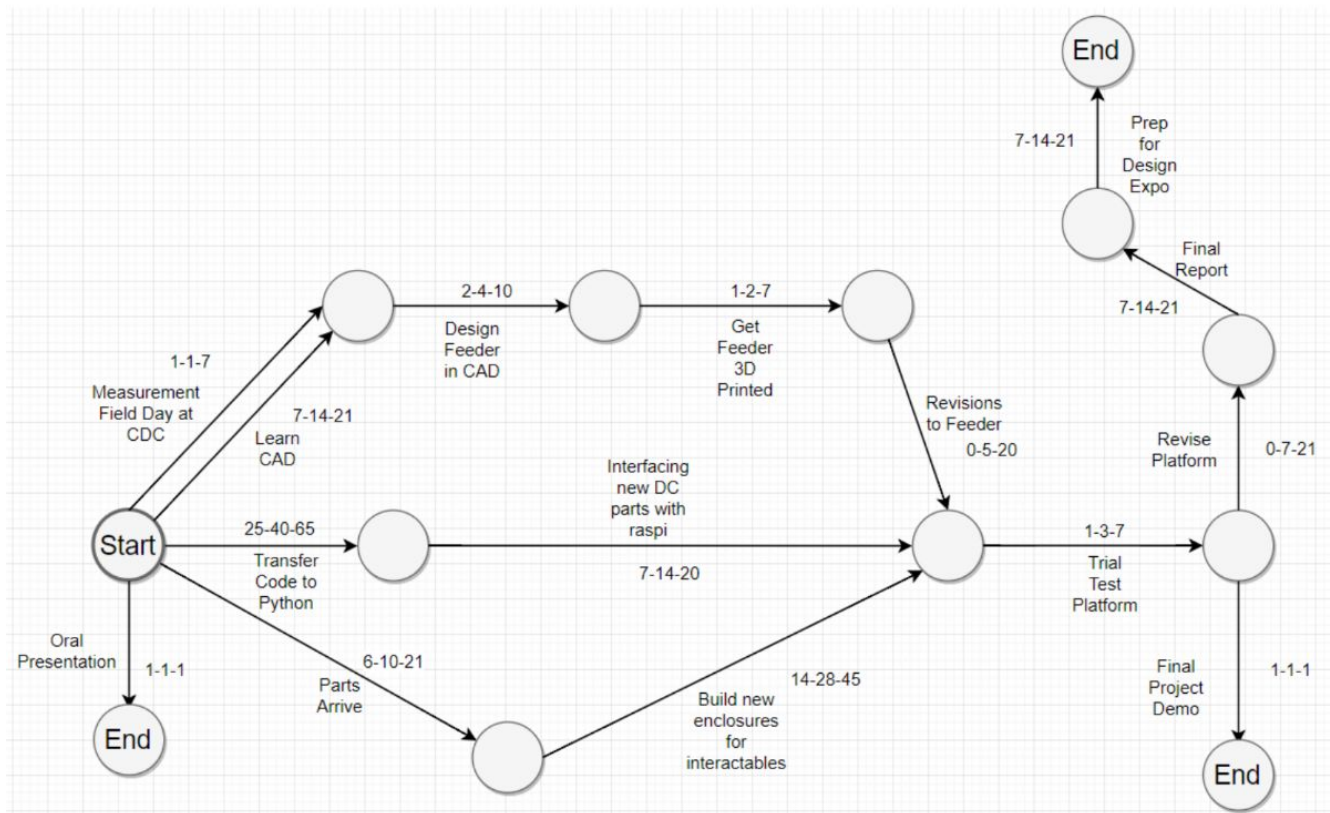 End
7-14-21
Prep
for
Design
Expo
Final
Report
7-14-21
2-4-10
Design
Feeder
in CAD
1-2-7
Get
Feeder
3D
Printed
1-1-7
Measurement
Field Day at
CDC
7-14-21
Learn
CAD
Revisions
to Feeder
0-5-20
Revise
Platform
0-7-21
Interfacing
new DC
parts with
raspi
7-14-20
Start
25-40-65
Transfer
Code to
Python
1-3-7
Trial
Test
Platform
Oral
Presentation
1-1-1
6-10-21
Parts
Arrive
14-28-45
Build new
enclosures
for
interactables
Final
Project
Demo
1-1-1
End
End